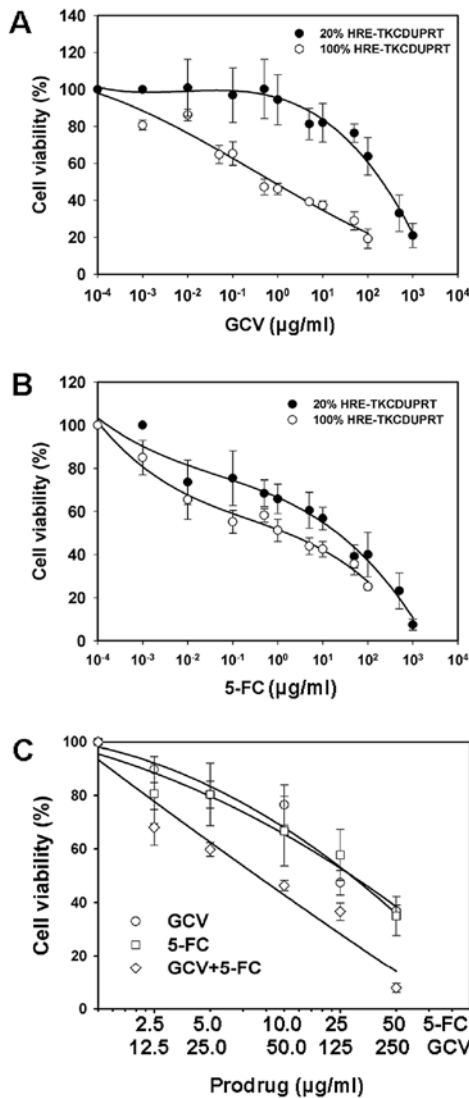 A
140
120
100
80
60
40
20
0
Cell viability (%)
20% HRE-TKCDUPRT
100% HRE-TKCDUPRT
10⁻⁴ 10⁻³ 10⁻² 10⁻¹ 10⁰ 10¹ 10² 10³ 10⁴
GCV (µg/ml)
B
120
100
80
60
40
20
0
Cell viability (%)
20% HRE-TKCDUPRT
100% HRE-TKCDUPRT
10⁻⁴ 10⁻³ 10⁻² 10⁻¹ 10⁰ 10¹ 10² 10³ 10⁴
5-FC (µg/ml)
C
100
80
60
40
20
0
Cell viability (%)
GCV
5-FC
GCV+5-FC
2.5 5.0 10.0 25 50 5-FC
12.5 25.0 50.0 125 250 GCV
Prodrug (µg/ml)